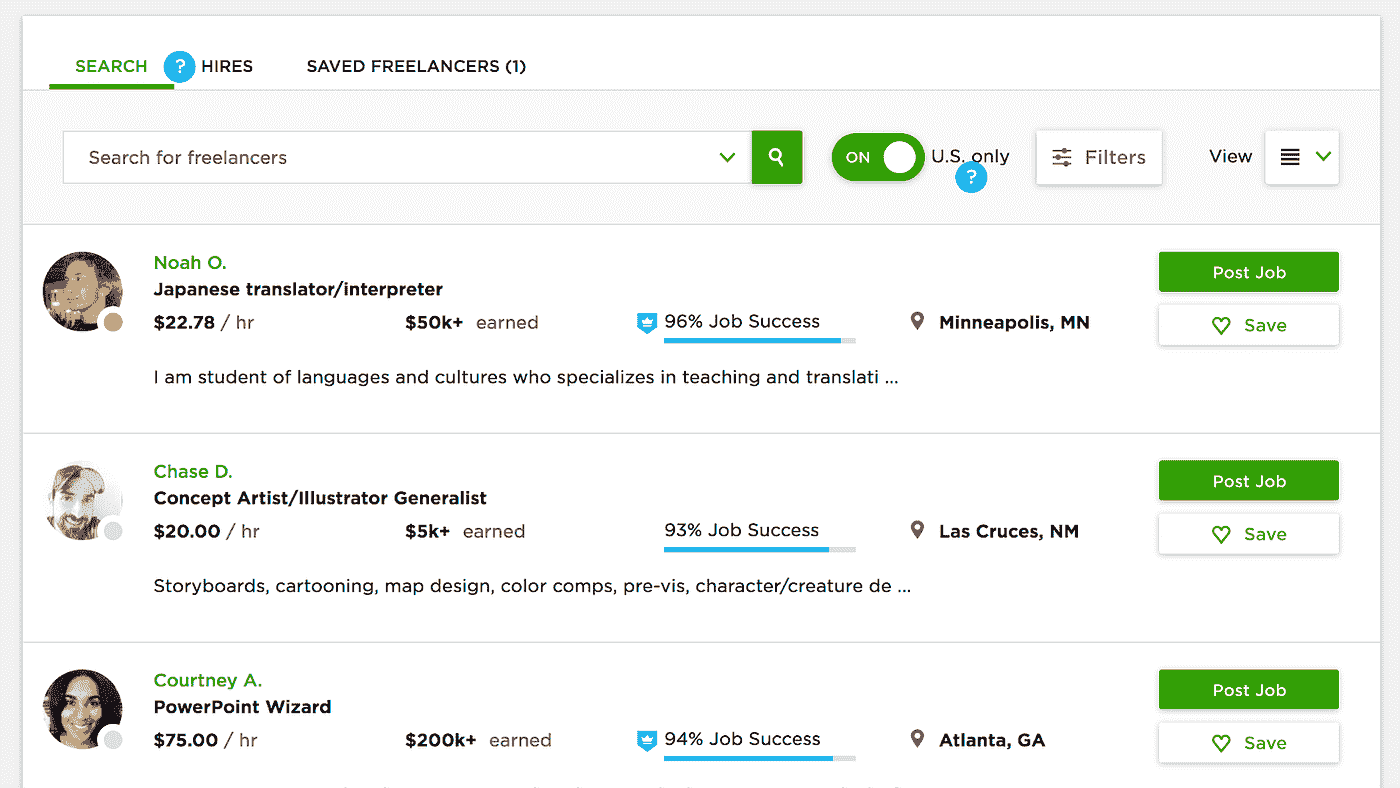 SEARCH ? HIRES SAVED FREELANCERS (1)
Search for freelancers ON U.S. only Filters View
?
Noah O.
Japanese translator/interpreter
$22.78 / hr $50k+ earned 96% Job Success Minneapolis, MN
I am student of languages and cultures who specializes in teaching and translati ...
Post Job
Save
Chase D.
Concept Artist/Illustrator Generalist
$20.00 / hr $5k+ earned 93% Job Success Las Cruces, NM
Storyboards, cartooning, map design, color comps, pre-vis, character/creature de ...
Post Job
Save
Courtney A.
PowerPoint Wizard
$75.00 / hr $200k+ earned 94% Job Success Atlanta, GA
Post Job
Save